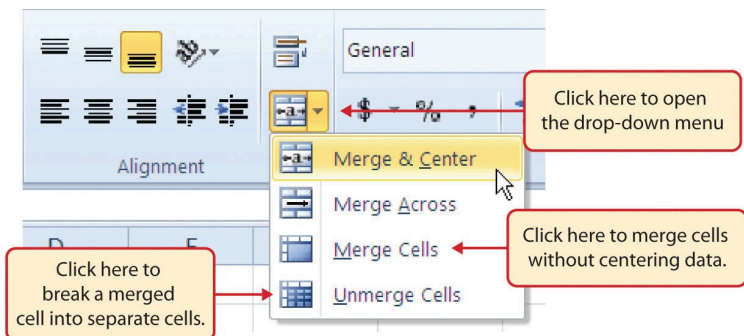 General
$ % ,
Click here to open
the drop-down menu
Alignment
Merge & Center
Merge Across
Merge Cells
Click here to merge cells
without centering data.
Unmerge Cells
Click here to
break a merged
cell into separate cells.